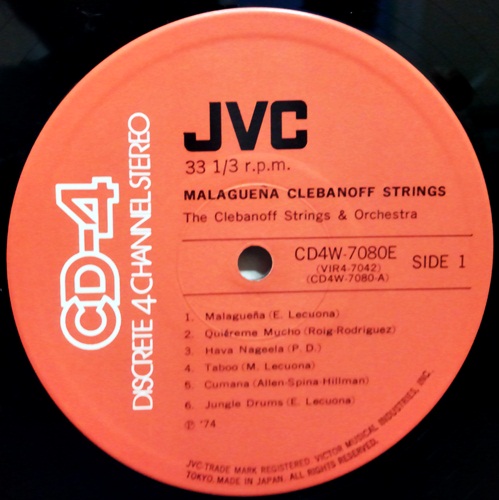 JVC
33 1/3 r.p.m.
MALAGUEÑA CLEBANOFF STRINGS
The Clebanoff Strings & Orchestra
CD-4
DISCRETE 4 CHANNEL STEREO
CD4W-7080E
(VIR4-7042)
(CD4W-7080-A)
SIDE 1
1. Malagueña (E. Lecuona)
2. Quiéreme Mucho (Roig-Rodriguez)
3. Hava Nageela (P. D.)
4. Taboo (M. Lecuona)
5. Cumana (Allen-Spina-Hillman)
6. Jungle Drums (E. Lecuona)
℗ '74
JVC-TRADE MARK REGISTERED. VICTOR MUSICAL INDUSTRIES, INC.
TOKYO. MADE IN JAPAN. ALL RIGHTS RESERVED.